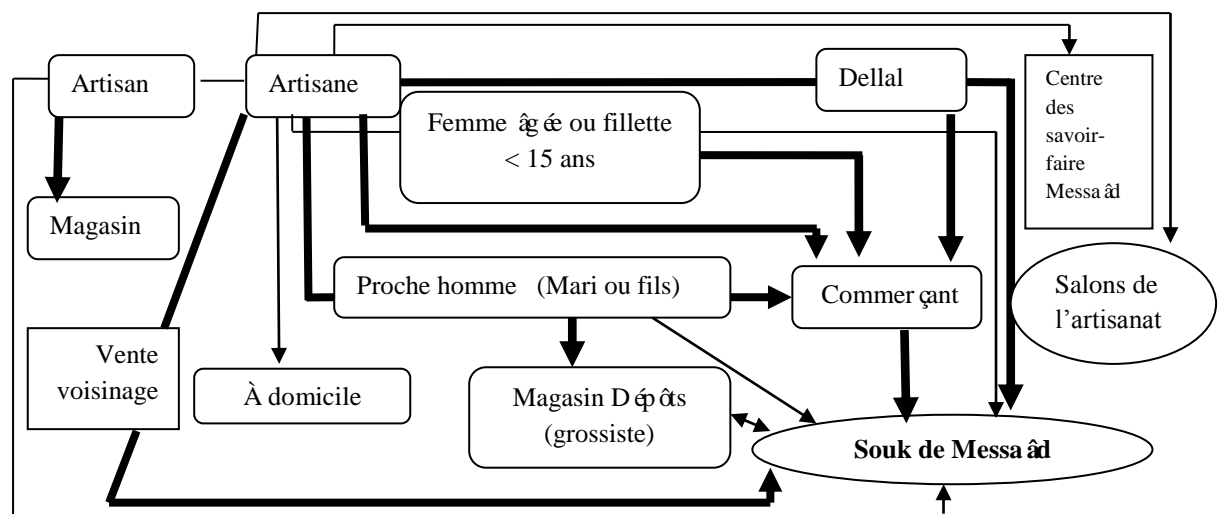 Artisan
Artisane
Dellal
Centre
des
savoir-
faire
Messaâd
Femme âgée ou fillette
< 15 ans
Magasin
Proche homme (Mari ou fils)
Commerçant
Salons de
l’artisanat
Vente
voisinage
À domicile
Magasin Dépôts
(grossiste)
Souk de Messaâd